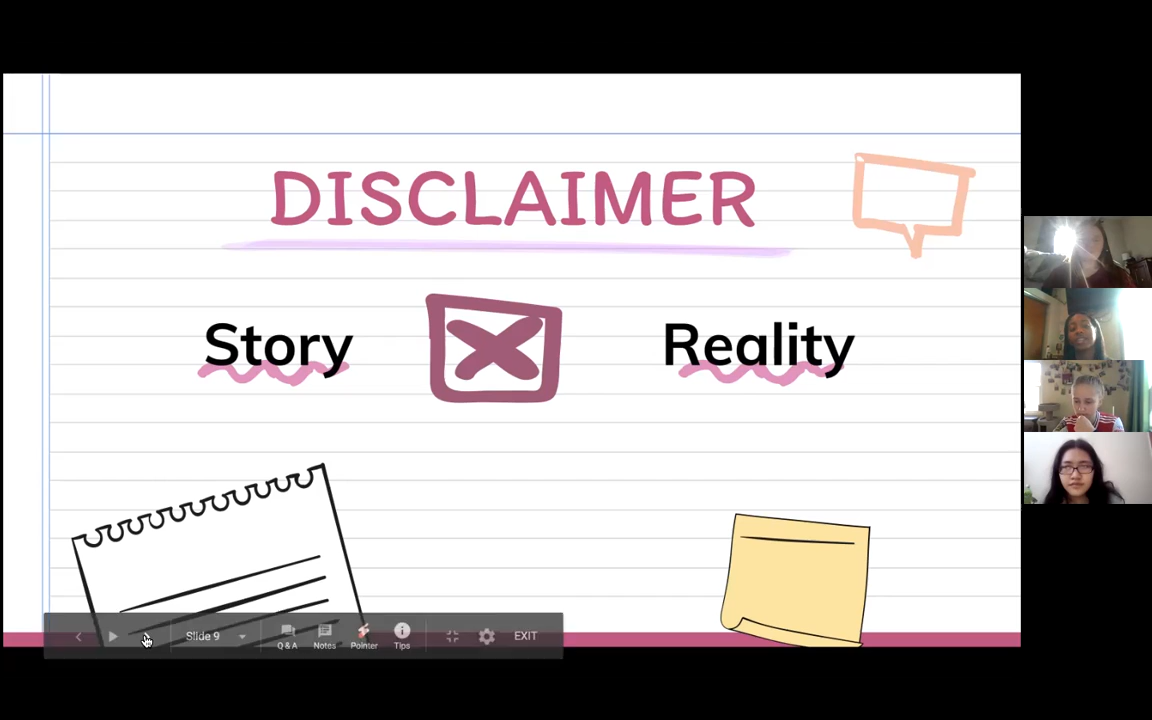 DISCLAIMER
Story
Reality
Slide 9
Q & A
Notes
Pointer
Tips
EXIT